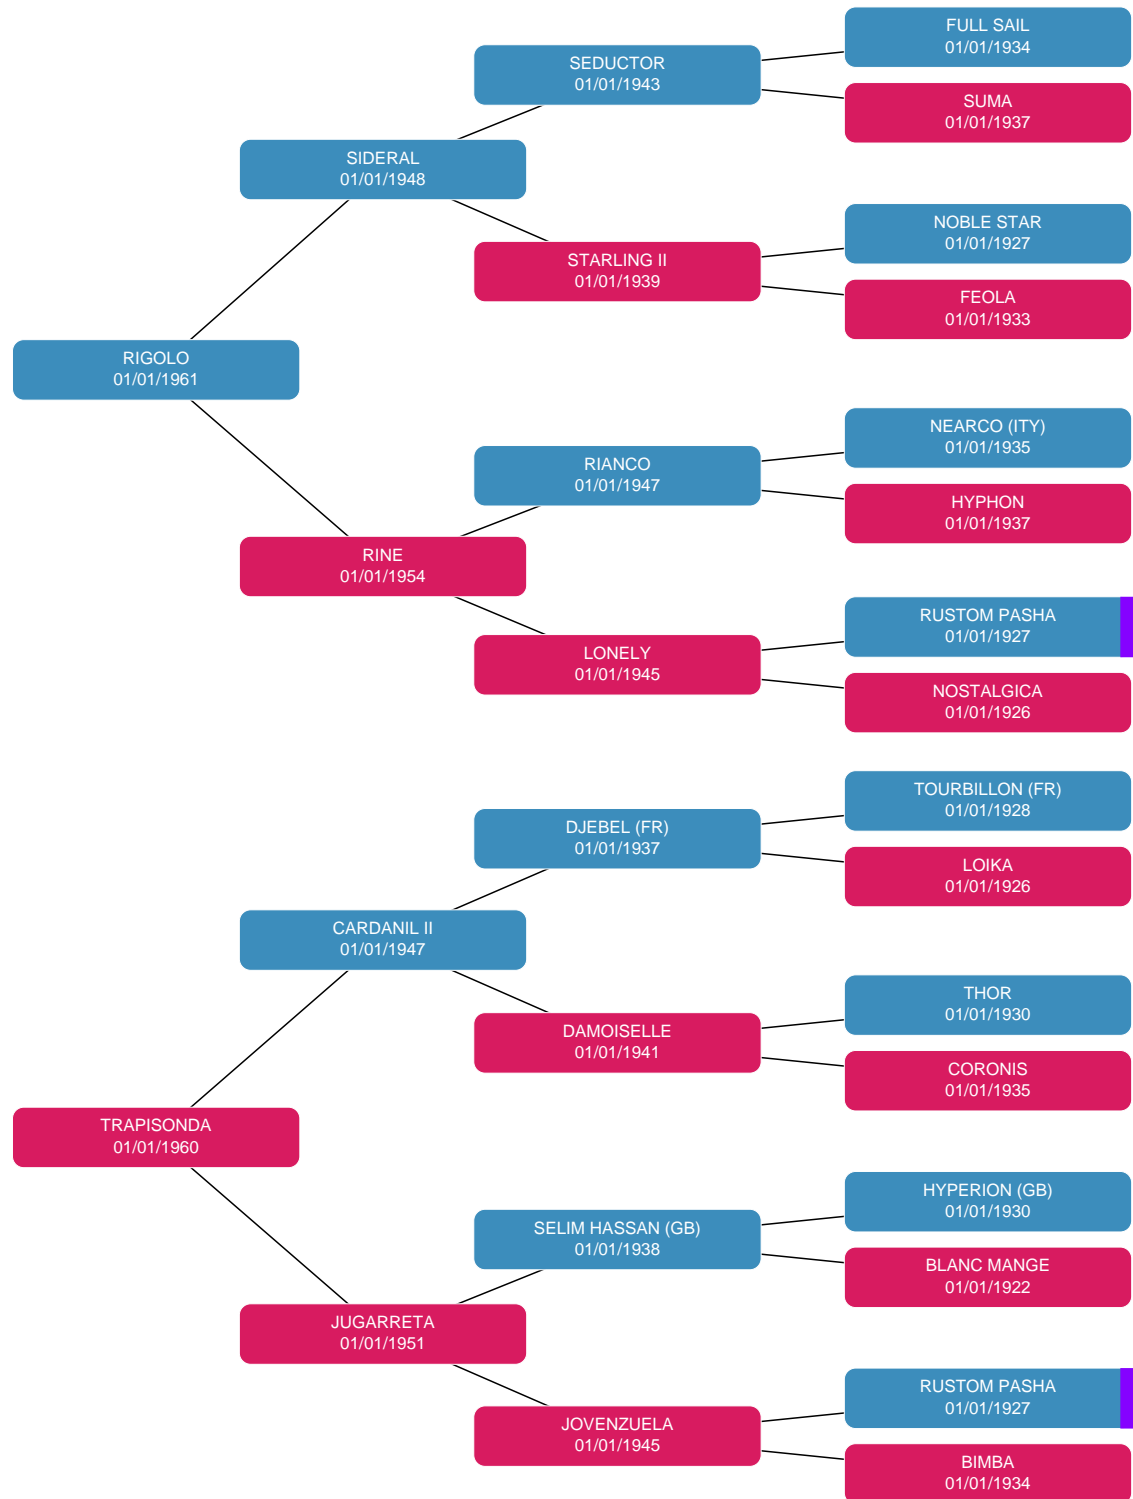 FULL SAIL
01/01/1934
SEDUCTOR
01/01/1943
SUMA
01/01/1937
SIDERAL
01/01/1948
NOBLE STAR
01/01/1927
STARLING II
01/01/1939
FEOLA
01/01/1933
RIGOLO
01/01/1961
NEARCO (ITY)
01/01/1935
RIANCO
01/01/1947
HYPHON
01/01/1937
RINE
01/01/1954
RUSTOM PASHA
01/01/1927
LONELY
01/01/1945
NOSTALGICA
01/01/1926
TOURBILLON (FR)
01/01/1928
DJEBEL (FR)
01/01/1937
LOIKA
01/01/1926
CARDANIL II
01/01/1947
THOR
01/01/1930
DAMOISELLE
01/01/1941
CORONIS
01/01/1935
TRAPISONDA
01/01/1960
HYPERION (GB)
01/01/1930
SELIM HASSAN (GB)
01/01/1938
BLANC MANGE
01/01/1922
JUGARRETA
01/01/1951
RUSTOM PASHA
01/01/1927
JOVENZUELA
01/01/1945
BIMBA
01/01/1934